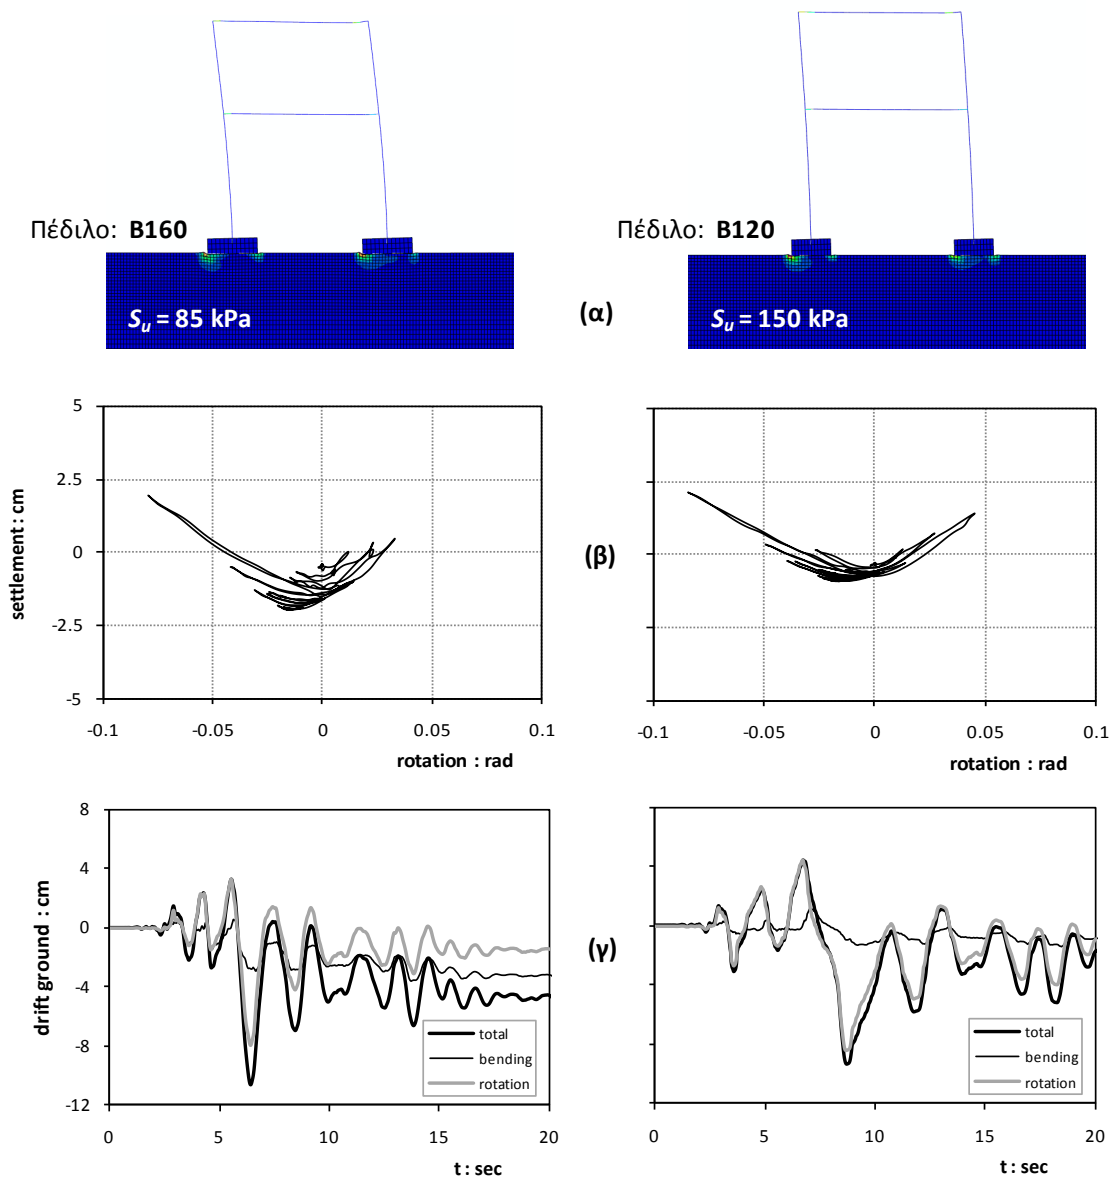 Πέδιλο: B160
Πέδιλο: B120
S_u = 85 kPa
(α)
S_u = 150 kPa
5
2.5
0
-2.5
-5
settlement : cm
(β)
-0.1
-0.05
0
0.05
0.1
rotation : rad
-0.1
-0.05
0
0.05
0.1
rotation : rad
8
4
0
-4
-8
-12
drift ground : cm
(γ)
total
bending
rotation
total
bending
rotation
0
5
10
15
20
t : sec
0
5
10
15
20
t : sec